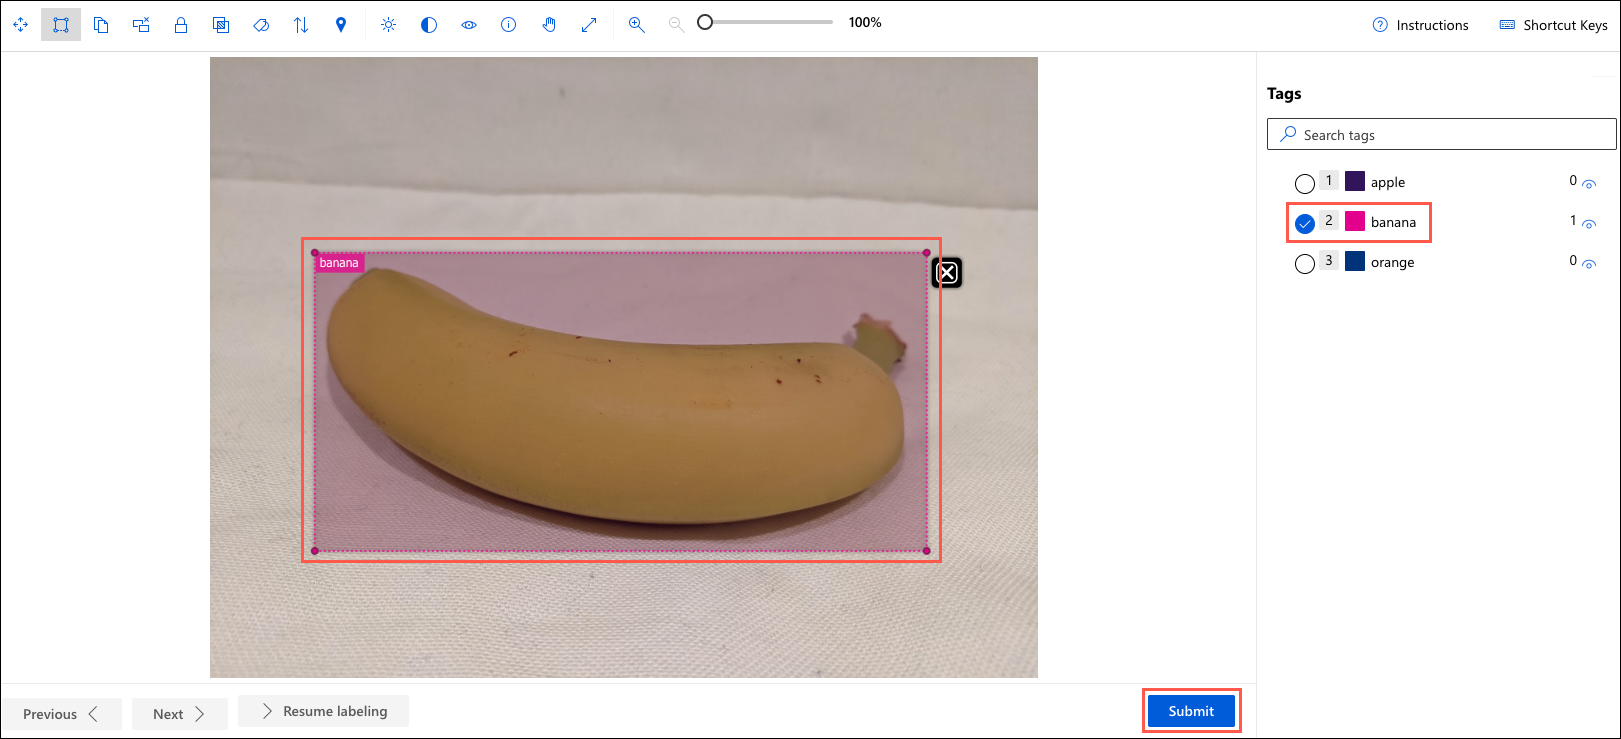 100%
Instructions
Shortcut Keys
Tags
Search tags
1 apple 0
2 banana 1
3 orange 0
banana
Previous
Next
Resume labeling
Submit